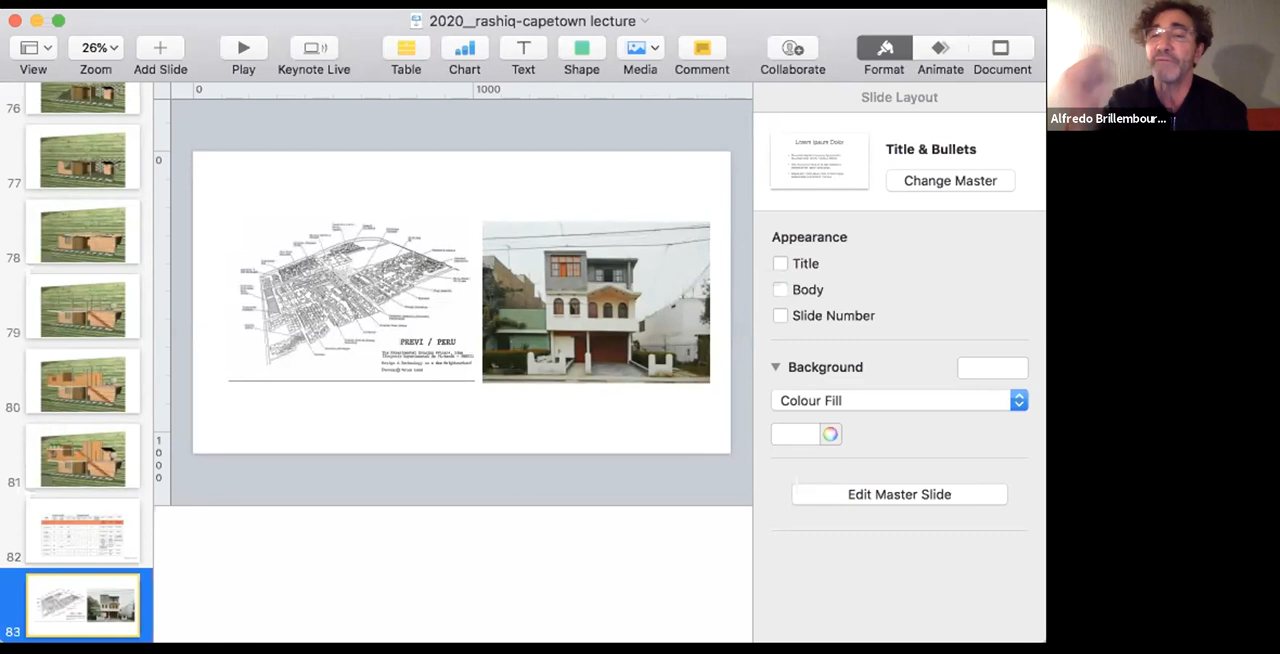 2020__rashiq-capetown lecture
26%
View
Zoom
Add Slide
Play
Keynote Live
Table
Chart
Text
Shape
Media
Comment
Collaborate
Format
Animate
Document
Alfredo Brillembour...
0
1000
Slide Layout
76
77
78
79
80
81
82
83
0
1
0
0
0
PREVI / PERU
Lorem Ipsum Dolor
Title & Bullets
Change Master
Appearance
Title
Body
Slide Number
Background
Colour Fill
Edit Master Slide